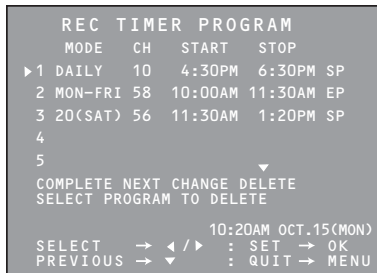 REC TIMER PROGRAM
MODE CH START STOP
▶1 DAILY 10 4:30PM 6:30PM SP
2 MON-FRI 58 10:00AM 11:30AM EP
3 20(SAT) 56 11:30AM 1:20PM SP
4
5
▼
COMPLETE NEXT CHANGE DELETE
SELECT PROGRAM TO DELETE
10:20AM OCT.15(MON)
SELECT → ◀/▶ : SET → OK
PREVIOUS → ▼ : QUIT → MENU